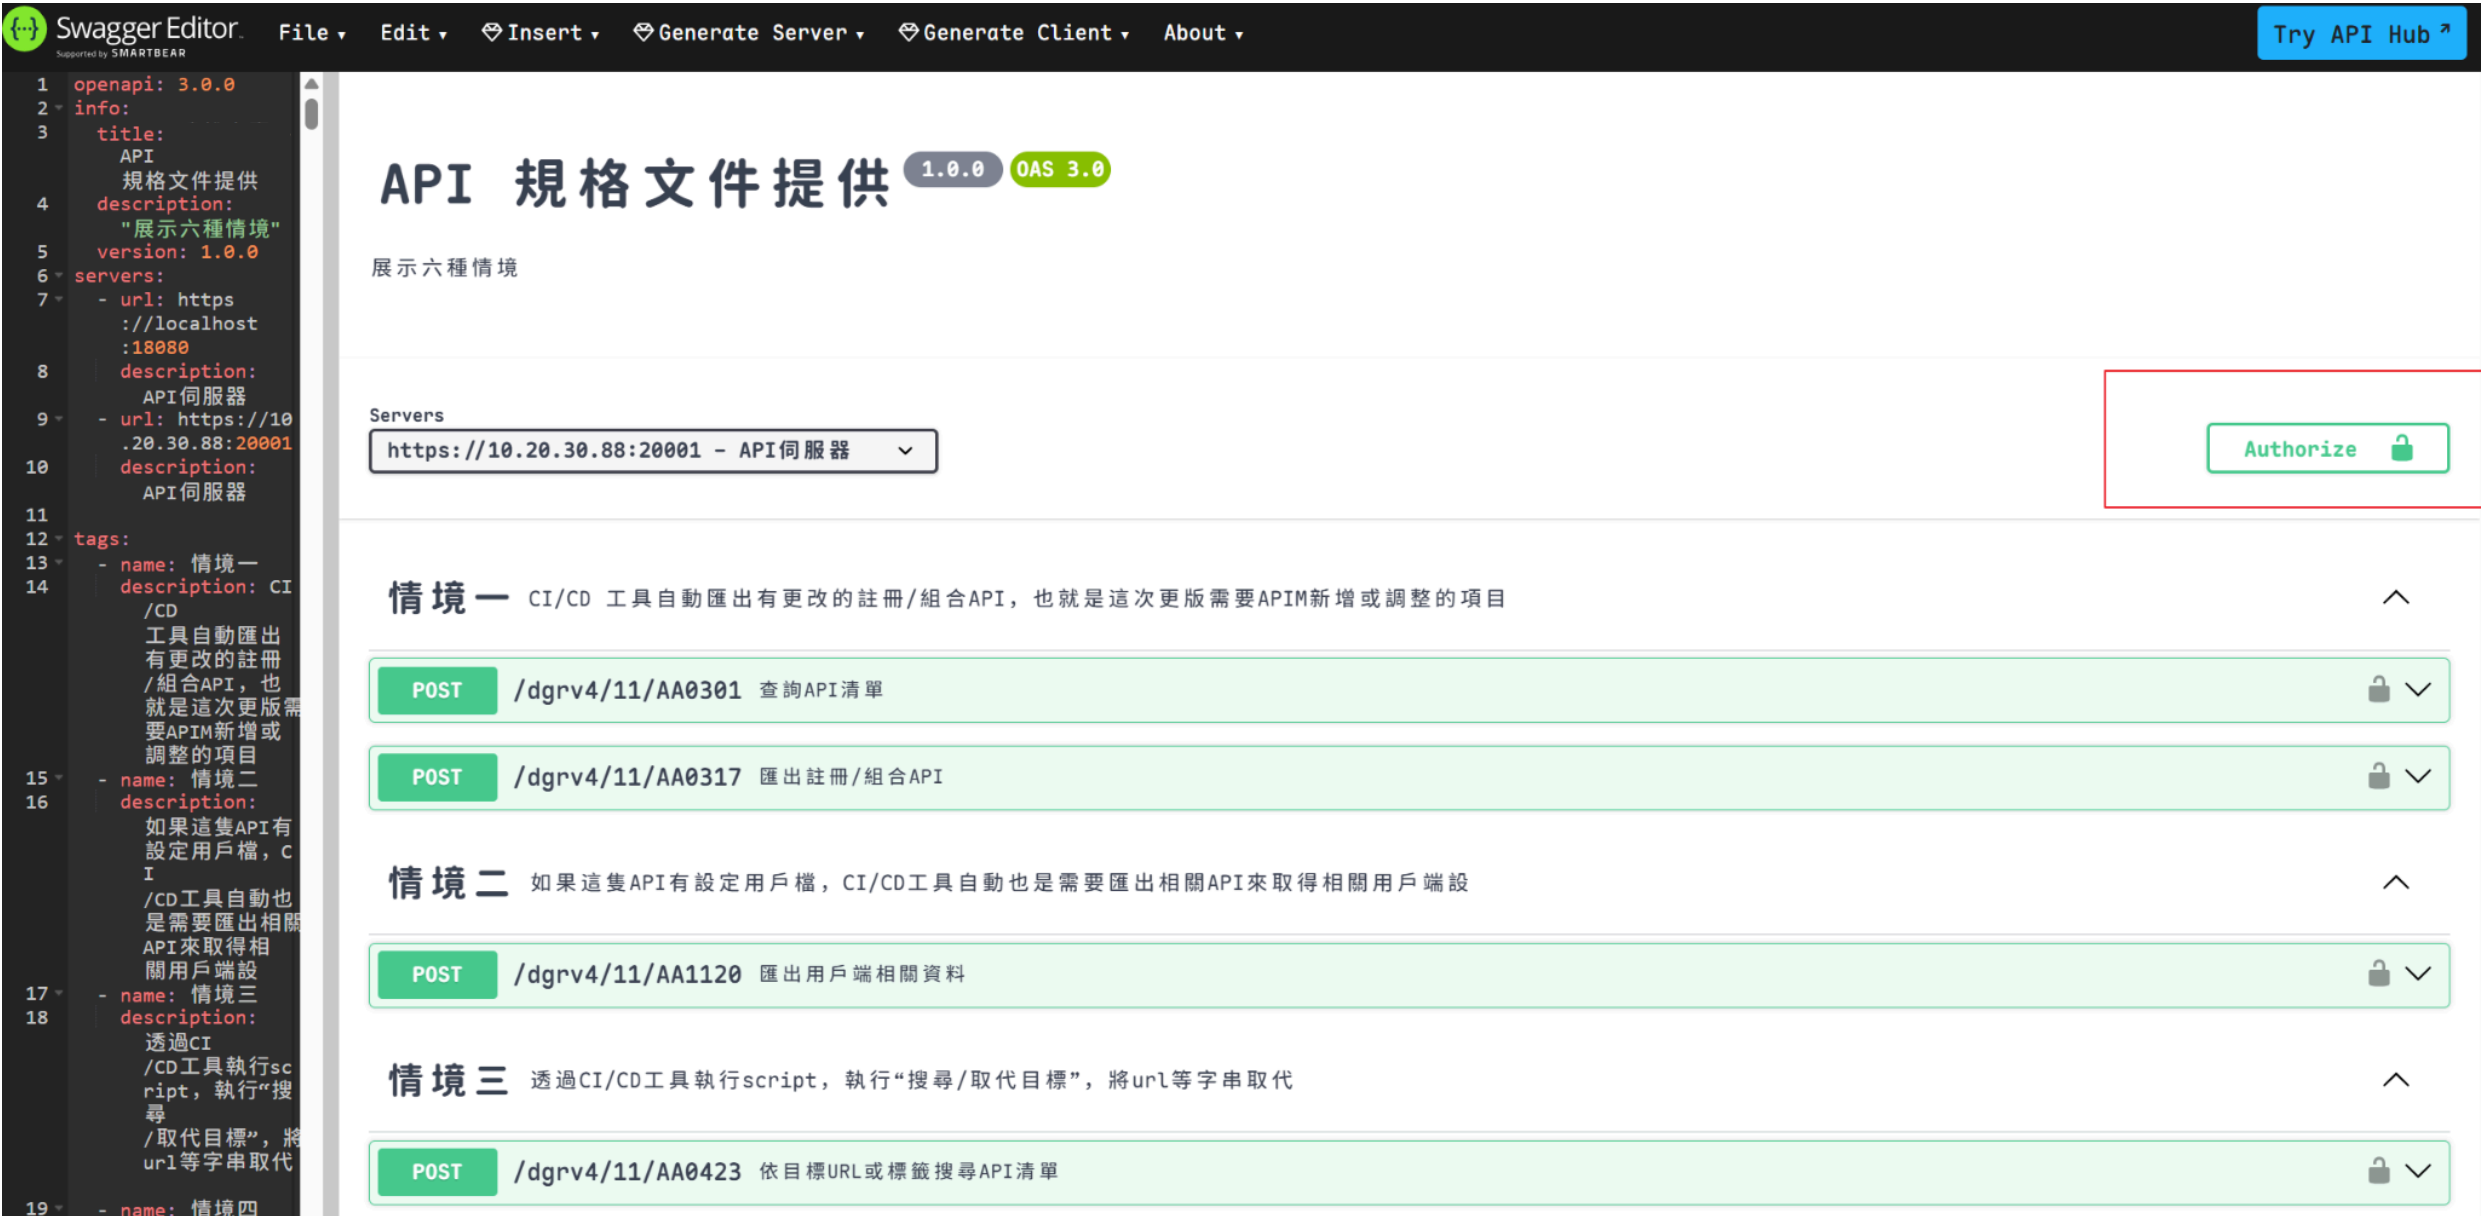 Swagger Editor
Supported by SMARTBEAR
File Edit Insert Generate Server Generate Client About
Try API Hub
1 openapi: 3.0.0
2 info:
3 title:
API
規格文件提供
4 description:
"展示六種情境"
5 version: 1.0.0
6 servers:
7 - url: https
://localhost
:18080
8 description:
API伺服器
9 - url: https://10
.20.30.88:20001
10 description:
API伺服器
11
12 tags:
13 - name: 情境一
14 description: CI
/CD
工具自動匯出
有更改的註冊
/組合API，也
就是這次更版需
要APIM新增或
調整的項目
15 - name: 情境二
16 description:
如果這隻API有
設定用戶檔，C
I
/CD工具自動也
是需要匯出相關
API來取得相
關用戶端設
17 - name: 情境三
18 description:
透過CI
/CD工具執行sc
ript，執行“搜
尋
/取代目標”，將
url等字串取代
19 - name: 情境四
API 規格文件提供 1.0.0 OAS 3.0
展示六種情境
Servers
https://10.20.30.88:20001 - API伺服器
Authorize
情境一 CI/CD 工具自動匯出有更改的註冊/組合API，也就是這次更版需要APIM新增或調整的項目
POST /dgrv4/11/AA0301 查詢API清單
POST /dgrv4/11/AA0317 匯出註冊/組合API
情境二 如果這隻API有設定用戶檔，CI/CD工具自動也是需要匯出相關API來取得相關用戶端設
POST /dgrv4/11/AA1120 匯出用戶端相關資料
情境三 透過CI/CD工具執行script，執行“搜尋/取代目標”，將url等字串取代
POST /dgrv4/11/AA0423 依目標URL或標籤搜尋API清單